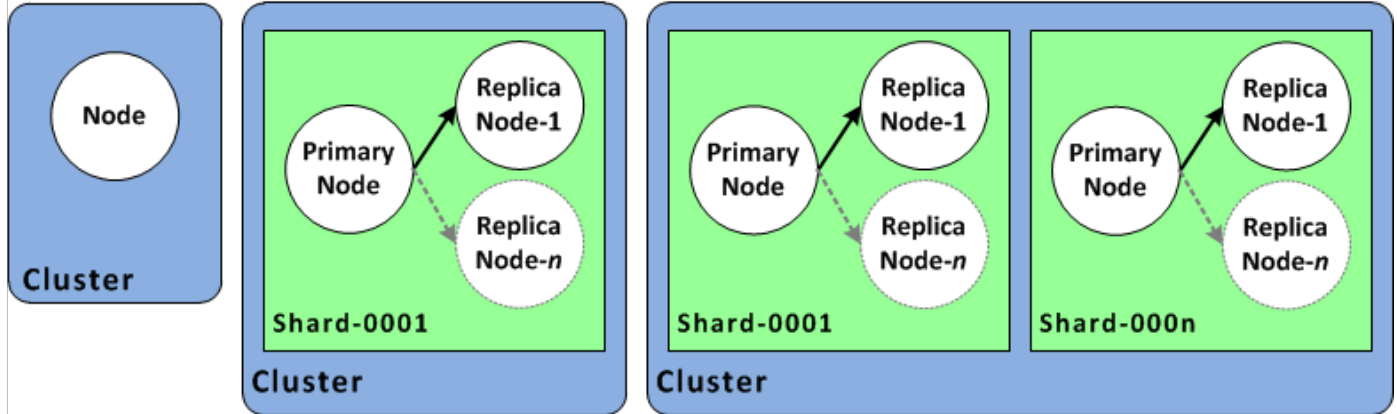 Node
Cluster
Primary
Node
Replica
Node-1
Replica
Node-n
Shard-0001
Cluster
Primary
Node
Replica
Node-1
Replica
Node-n
Shard-0001
Primary
Node
Replica
Node-1
Replica
Node-n
Shard-000n
Cluster